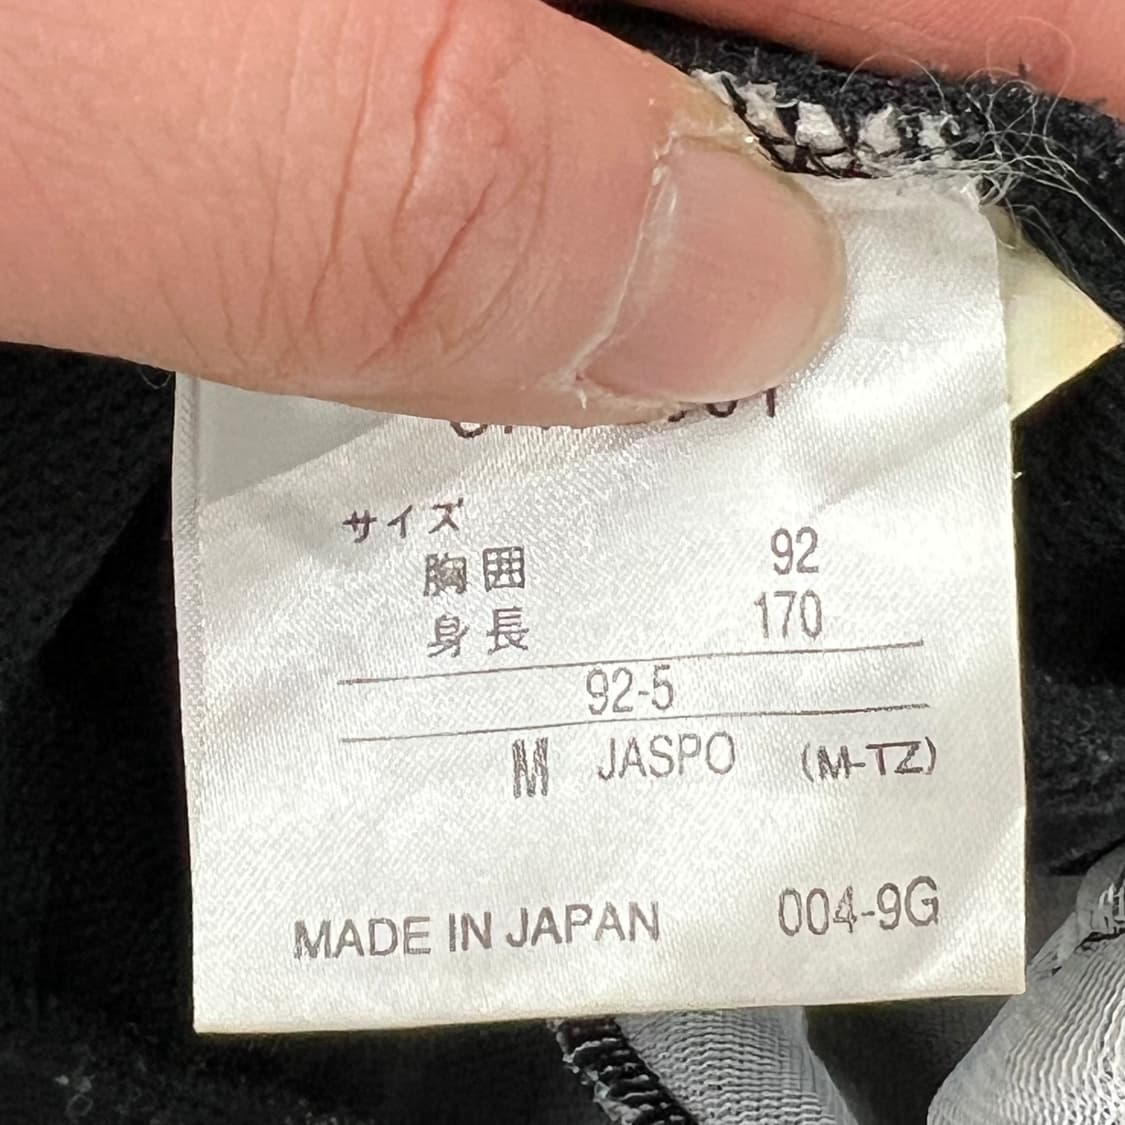 サイズ
胸囲 92
身長 170
92-5
M JASPO (M-TZ)
MADE IN JAPAN 004-9G